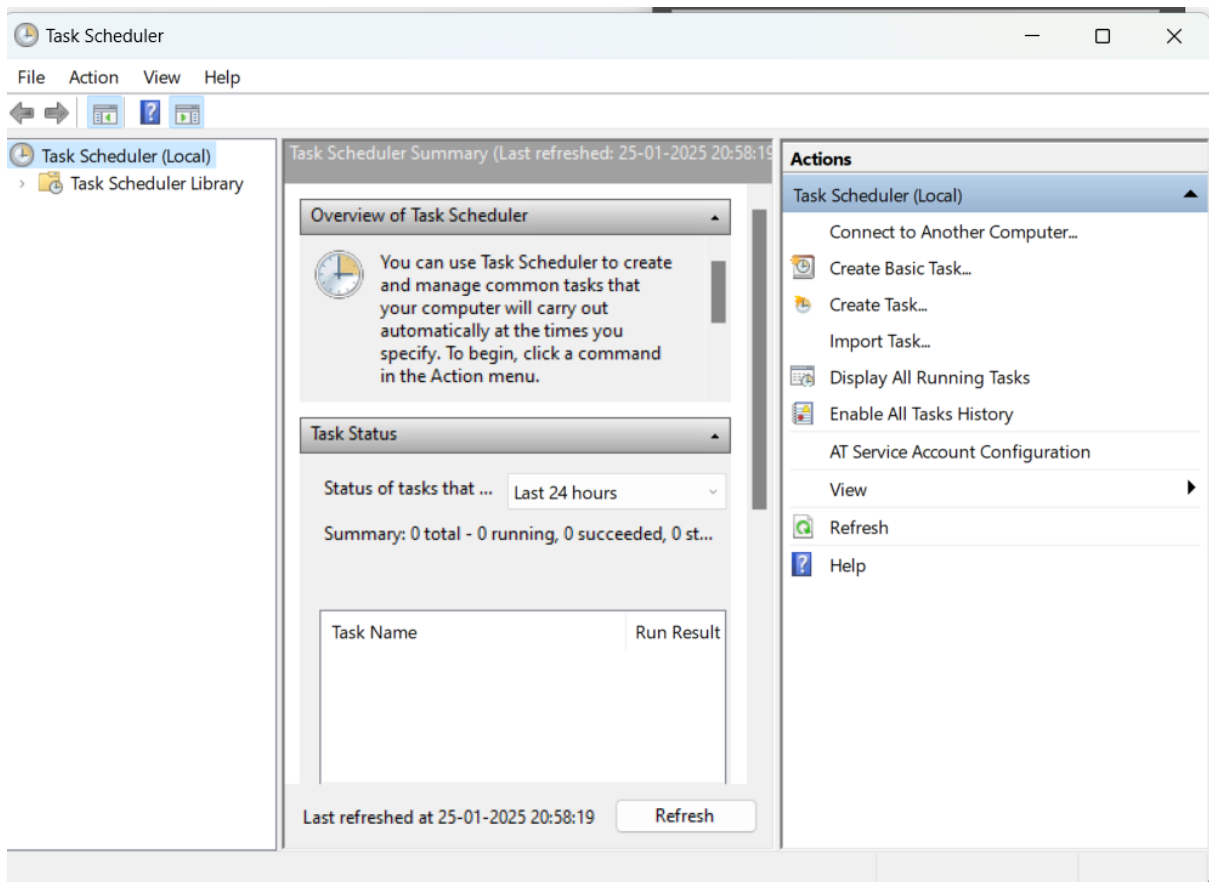 Task Scheduler
File Action View Help
Task Scheduler (Local)
Task Scheduler Library
Task Scheduler Summary (Last refreshed: 25-01-2025 20:58:19
Overview of Task Scheduler
You can use Task Scheduler to create
and manage common tasks that
your computer will carry out
automatically at the times you
specify. To begin, click a command
in the Action menu.
Task Status
Status of tasks that ... Last 24 hours
Summary: 0 total - 0 running, 0 succeeded, 0 st...
Task Name Run Result
Last refreshed at 25-01-2025 20:58:19 Refresh
Actions
Task Scheduler (Local)
Connect to Another Computer...
Create Basic Task...
Create Task...
Import Task...
Display All Running Tasks
Enable All Tasks History
AT Service Account Configuration
View
Refresh
Help